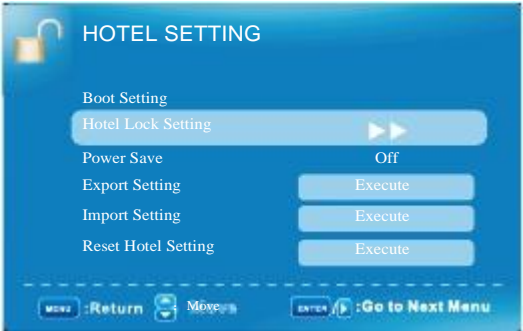 HOTEL SETTING
Boot Setting
Hotel Lock Setting
Power Save Off
Export Setting Execute
Import Setting Execute
Reset Hotel Setting Execute
MENU :Return Move ENTER / :Go to Next Menu